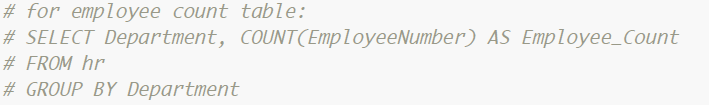 # for employee count table:
# SELECT Department, COUNT(EmployeeNumber) AS Employee_Count
# FROM hr
# GROUP BY Department